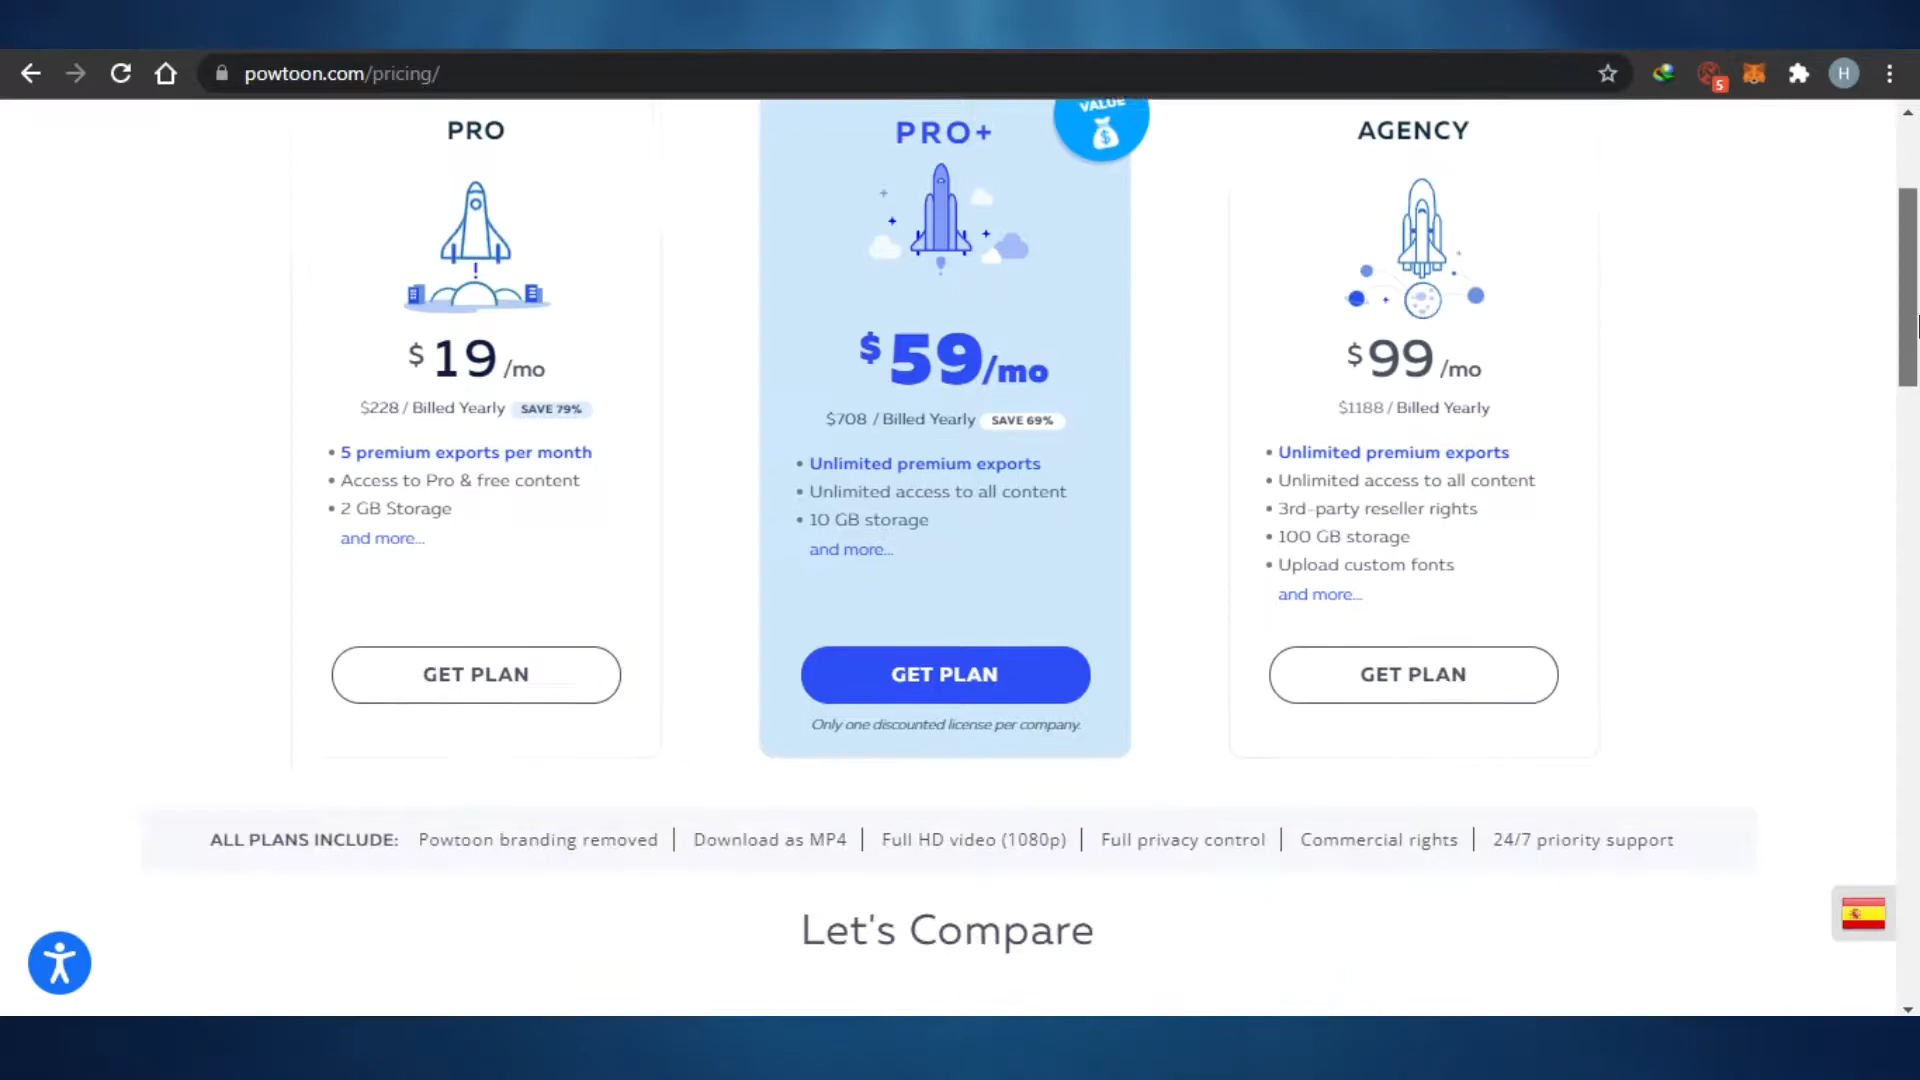 powtoon.com/pricing/
5
H
PRO
$ 19 /mo
$228 / Billed Yearly SAVE 79%
• 5 premium exports per month
• Access to Pro & free content
• 2 GB Storage
and more...
GET PLAN
VALUE
$
PRO+
$ 59/mo
$708 / Billed Yearly SAVE 69%
• Unlimited premium exports
• Unlimited access to all content
• 10 GB storage
and more...
GET PLAN
Only one discounted license per company.
AGENCY
$ 99 /mo
$1188 / Billed Yearly
• Unlimited premium exports
• Unlimited access to all content
• 3rd-party reseller rights
• 100 GB storage
• Upload custom fonts
and more...
GET PLAN
ALL PLANS INCLUDE: Powtoon branding removed | Download as MP4 | Full HD video (1080p) | Full privacy control | Commercial rights | 24/7 priority support
Let's Compare